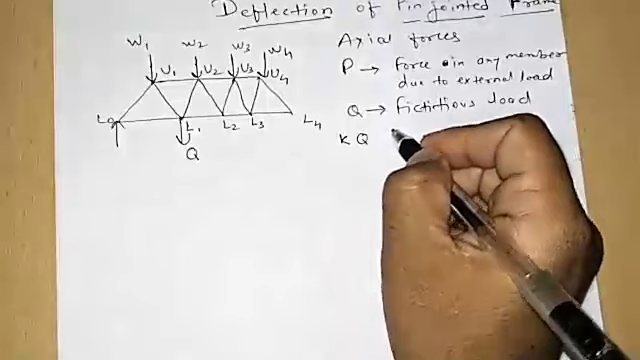 Deflection of Pin jointed Frame
Axial forces
P → Force in any member
due to external load
Q → Fictitious load
K Q
W1 W2 W3 W4
U1 U2 U3 U4
L0 L1 L2 L3 L4
Q